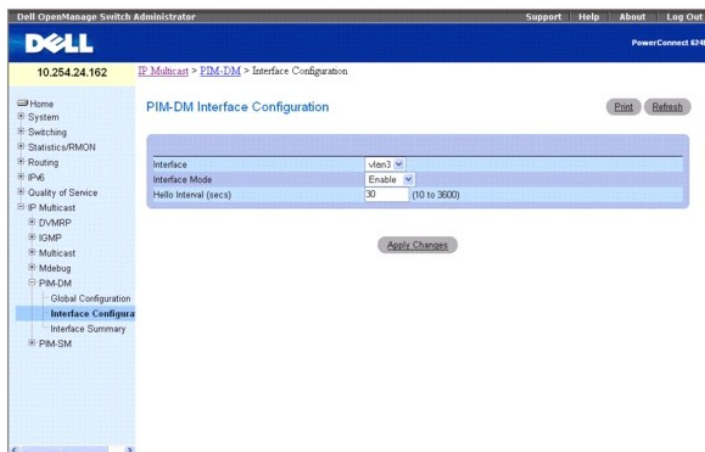 Dell OpenManage Switch Administrator
Support Help About Log Out
DELL
PowerConnect 6248
10.254.24.162
IP Multicast > PIM-DM > Interface Configuration
Home
System
Switching
Statistics/RMON
Routing
IPv6
Quality of Service
IP Multicast
DVMRP
IGMP
Multicast
Mdebug
PIM-DM
Global Configuration
Interface Configura
Interface Summary
PIM-SM
PIM-DM Interface Configuration
Print Refresh
Interface vlan3
Interface Mode Enable
Hello Interval (secs) 30 (10 to 3600)
Apply Changes